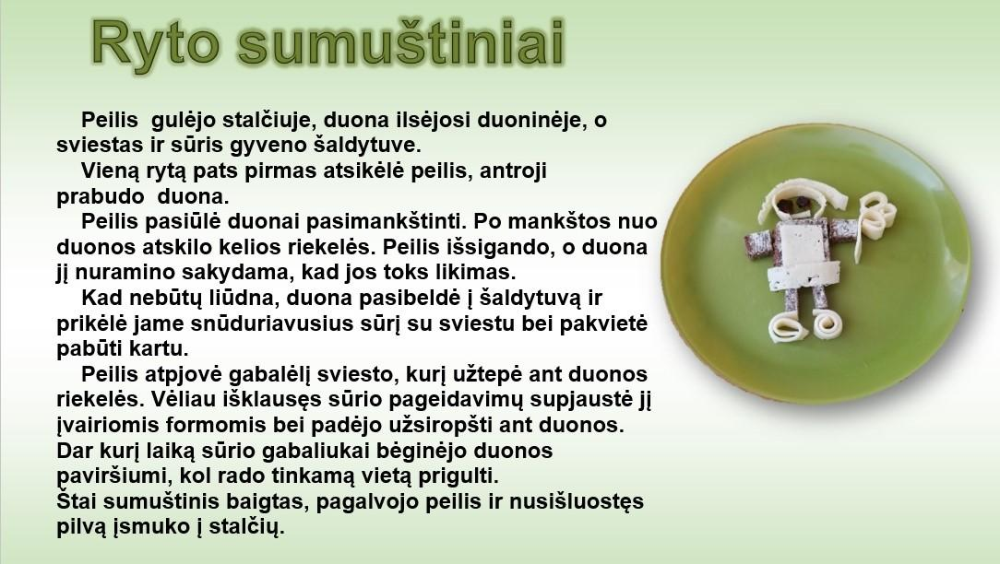 Ryto sumuštiniai
Peilis gulėjo stalčiuje, duona ilsėjosi duoninėje, o
sviestas ir sūris gyveno šaldytuve.
Vieną rytą pats pirmas atsikėlė peilis, antroji
prabudo duona.
Peilis pasiūlė duonai pasimankštinti. Po mankštos nuo
duonos atskilo kelios riekelės. Peilis išsigando, o duona
jį nuramino sakydama, kad jos toks likimas.
Kad nebūtų liūdna, duona pasibeldė į šaldytuvą ir
prikėlė jame snūduriavusius sūrį su sviestu bei pakvietė
pabūti kartu.
Peilis atpjovė gabalėlį sviesto, kurį užtepė ant duonos
riekelės. Vėliau išklausęs sūrio pageidavimų supjaustė jį
įvairiomis formomis bei padėjo užsiropšti ant duonos.
Dar kurį laiką sūrio gabaliukai bėginėjo duonos
paviršiumi, kol rado tinkamą vietą prigulti.
Štai sumuštinis baigtas, pagalvojo peilis ir nusišluostęs
pilvą įsmuko į stalčių.